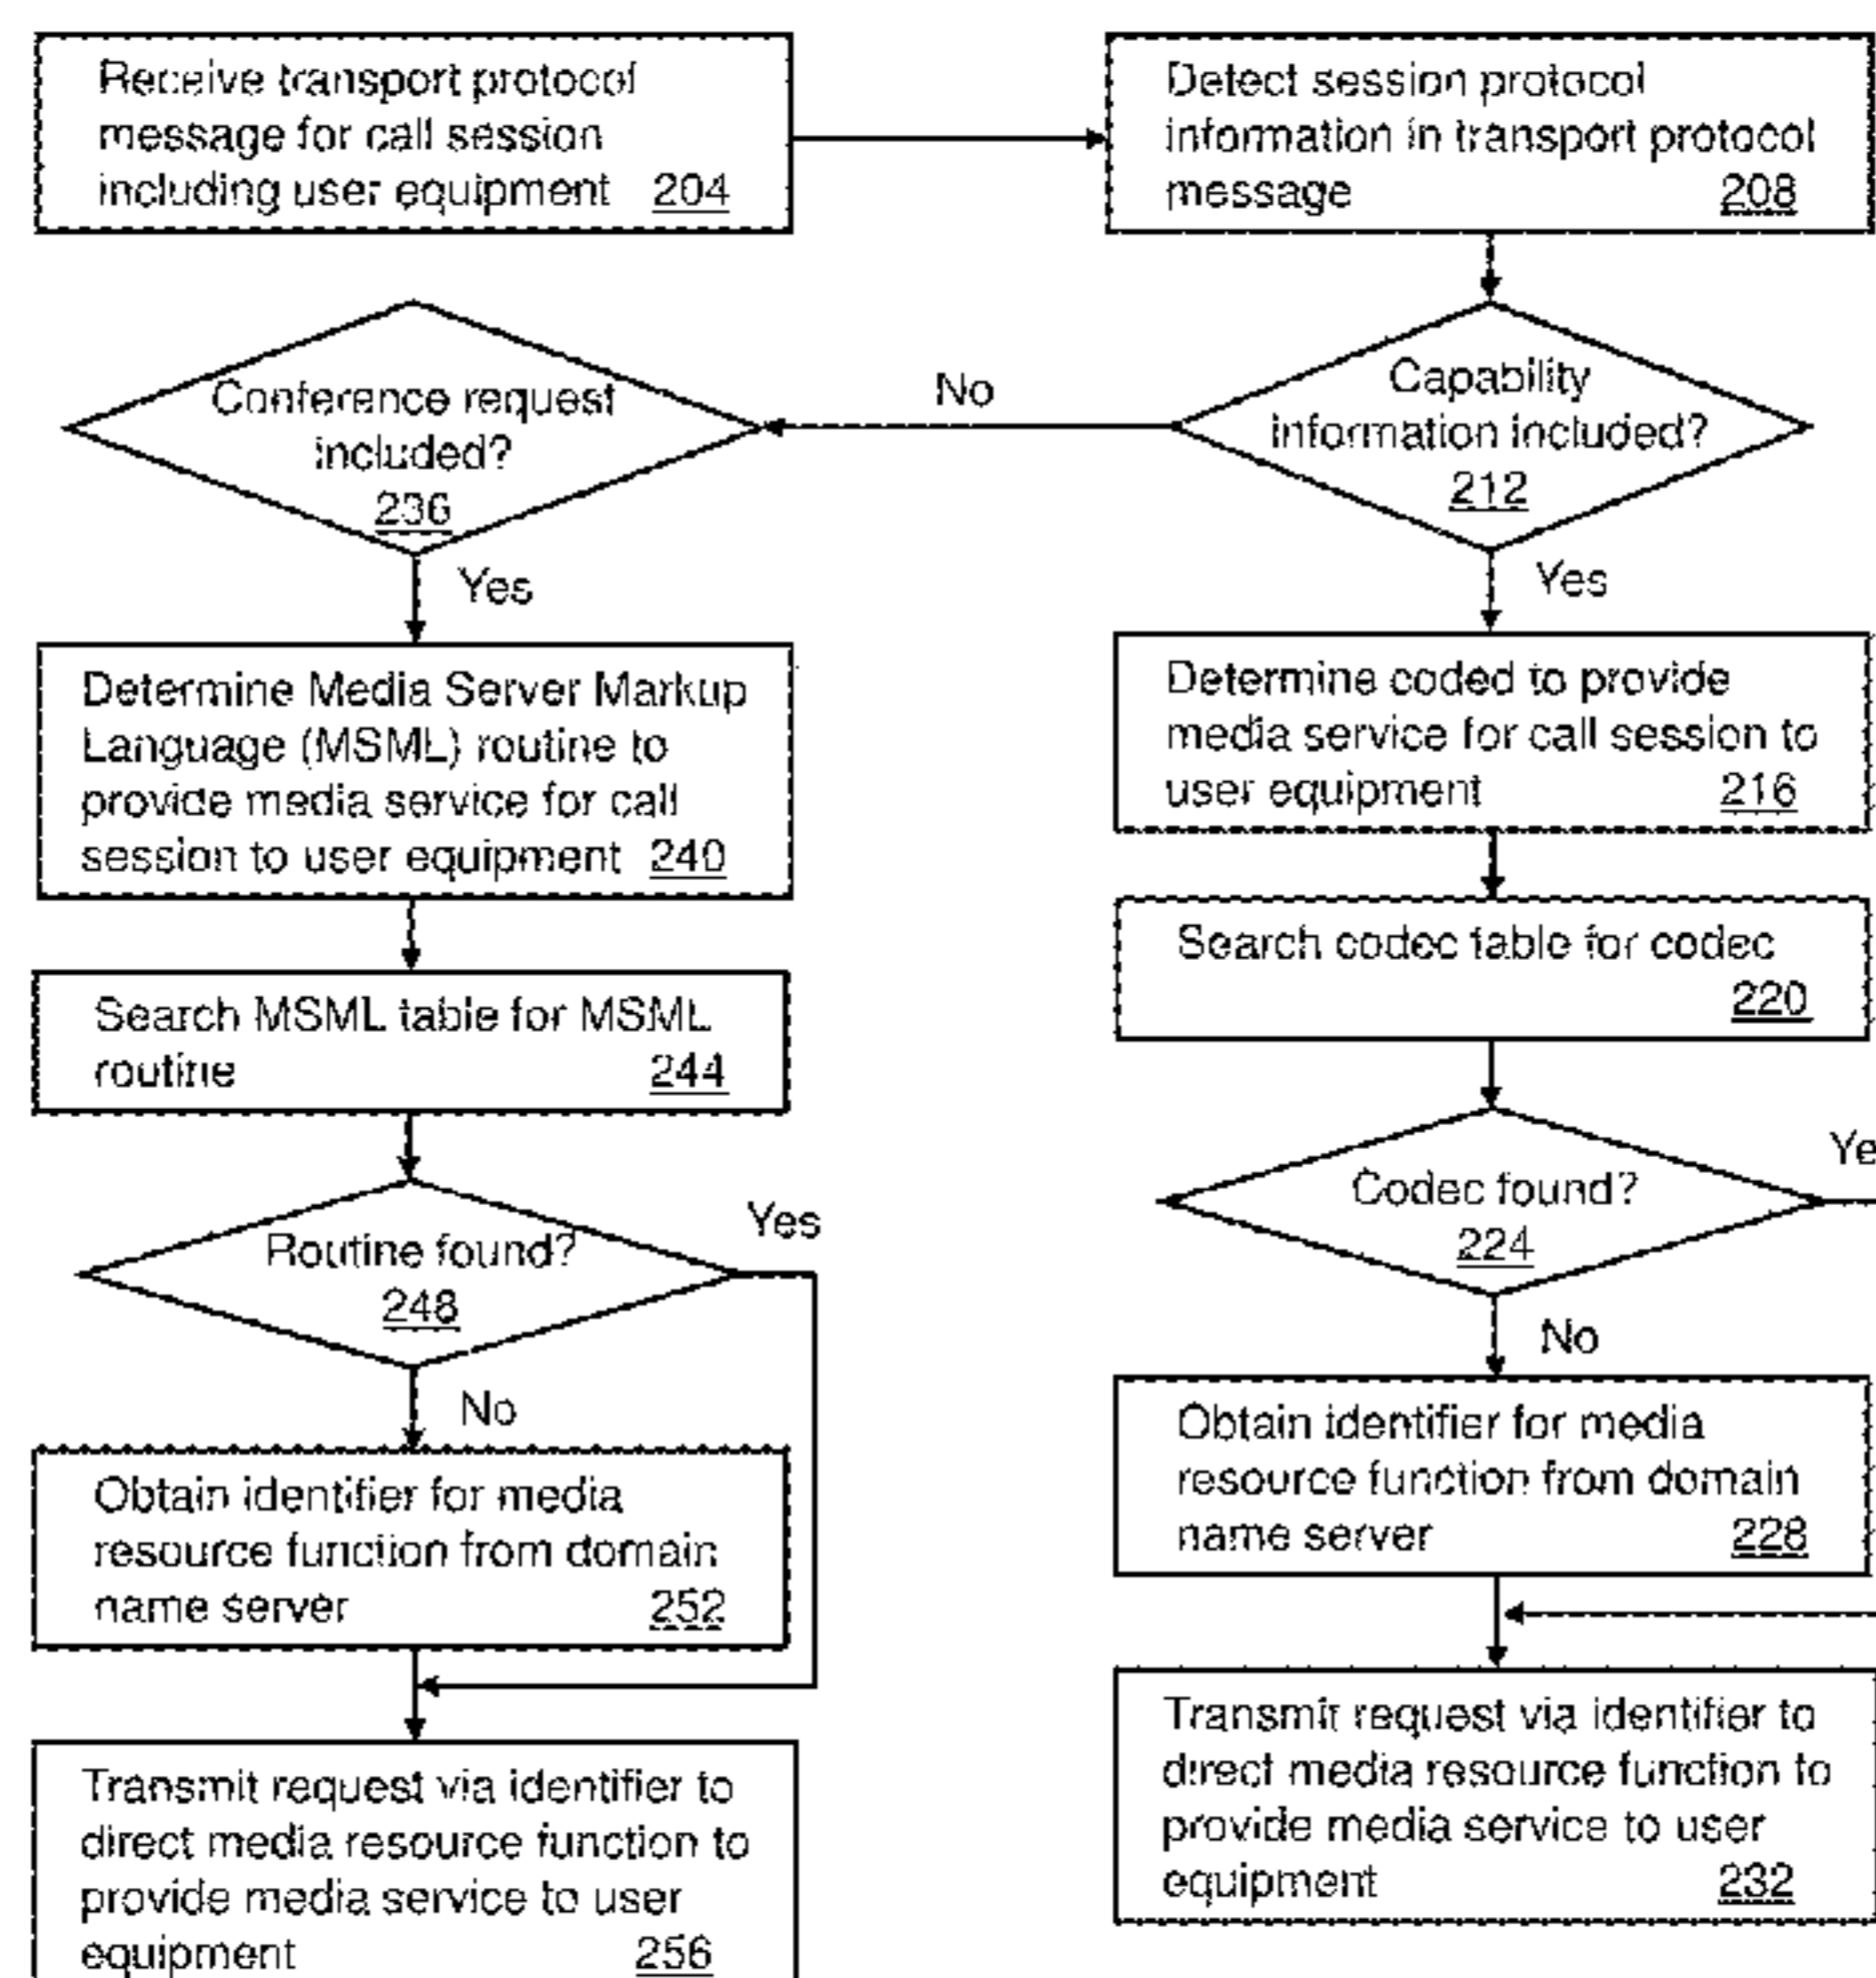 Receive transport protocol
message for call session
including user equipment 204
Detect session protocol
information in transport protocol
message 208
Capability
information included?
212
No
Yes
Conference request
included?
236
Yes
Determine Media Server Markup
Language (MSML) routine to
provide media service for call
session to user equipment 240
Search MSML table for MSML
routine 244
Routine found?
248
Yes
No
Obtain identifier for media
resource function from domain
name server 252
Transmit request via identifier to
direct media resource function to
provide media service to user
equipment 256
Determine coded to provide
media service for call session to
user equipment 216
Search codec table for codec
220
Codec found?
224
Ye
No
Obtain identifier for media
resource function from domain
name server 228
Transmit request via identifier to
direct media resource function to
provide media service to user
equipment 232